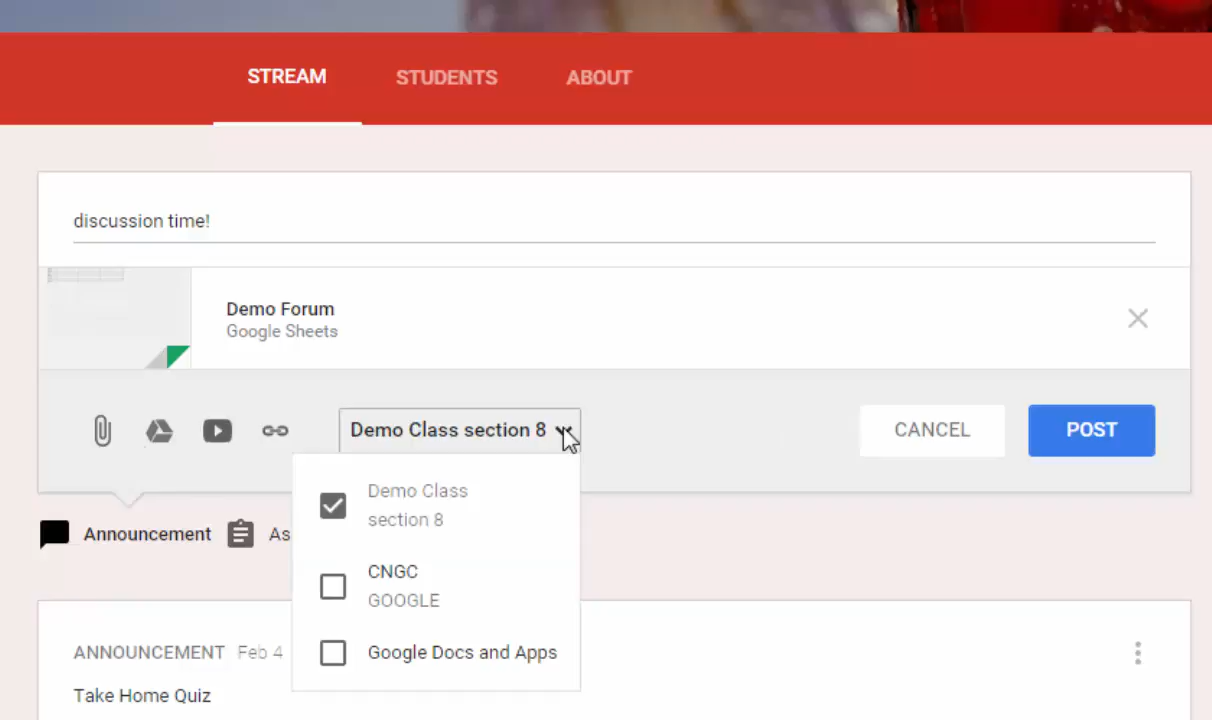 STREAM STUDENTS ABOUT
discussion time!
Demo Forum
Google Sheets
Demo Class section 8
CANCEL POST
Demo Class
section 8
Announcement As
CNGC
GOOGLE
Google Docs and Apps
ANNOUNCEMENT Feb 4
Take Home Quiz